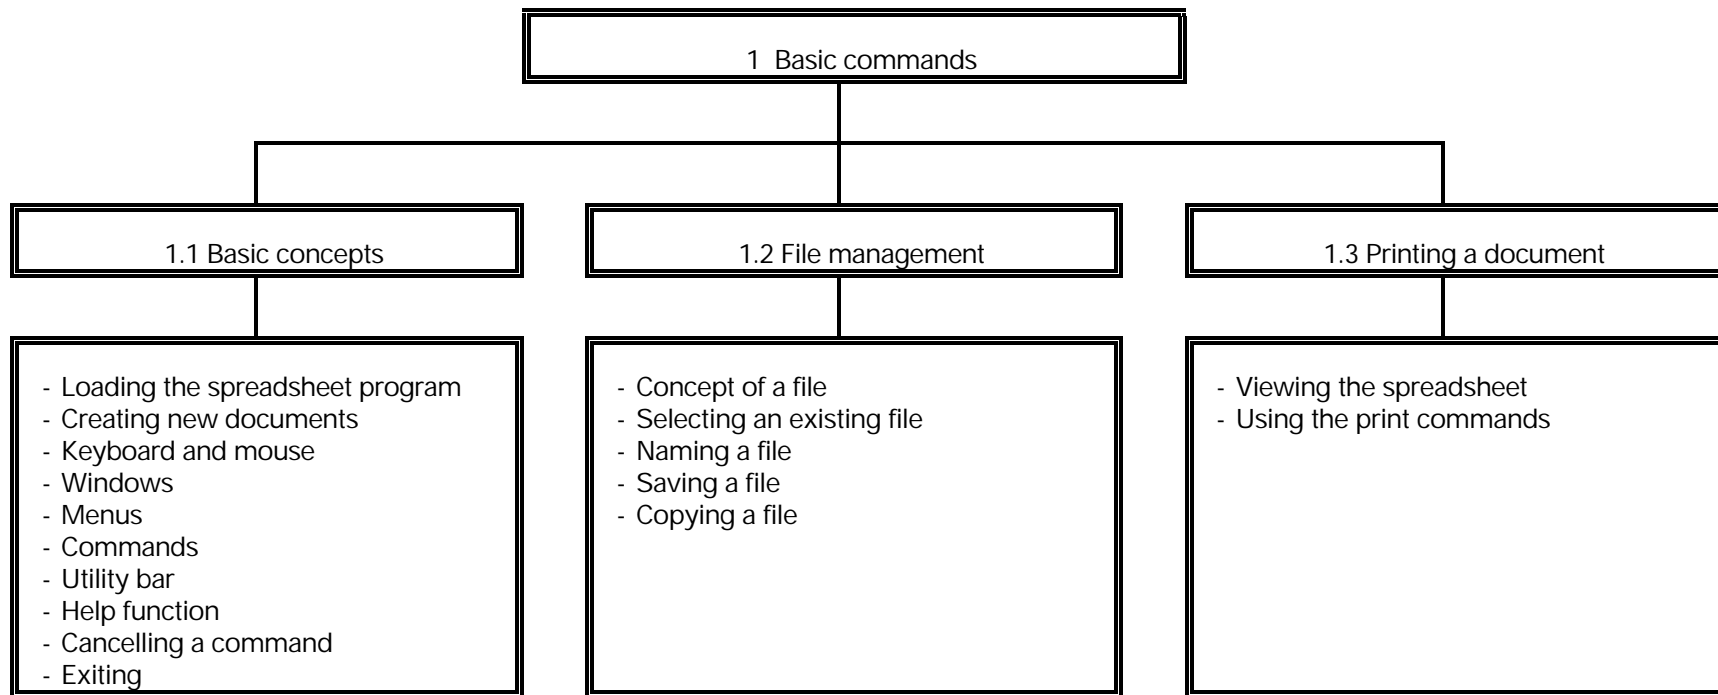 1 Basic commands
1.1 Basic concepts
1.2 File management
1.3 Printing a document
- Loading the spreadsheet program
- Creating new documents
- Keyboard and mouse
- Windows
- Menus
- Commands
- Utility bar
- Help function
- Cancelling a command
- Exiting
- Concept of a file
- Selecting an existing file
- Naming a file
- Saving a file
- Copying a file
- Viewing the spreadsheet
- Using the print commands